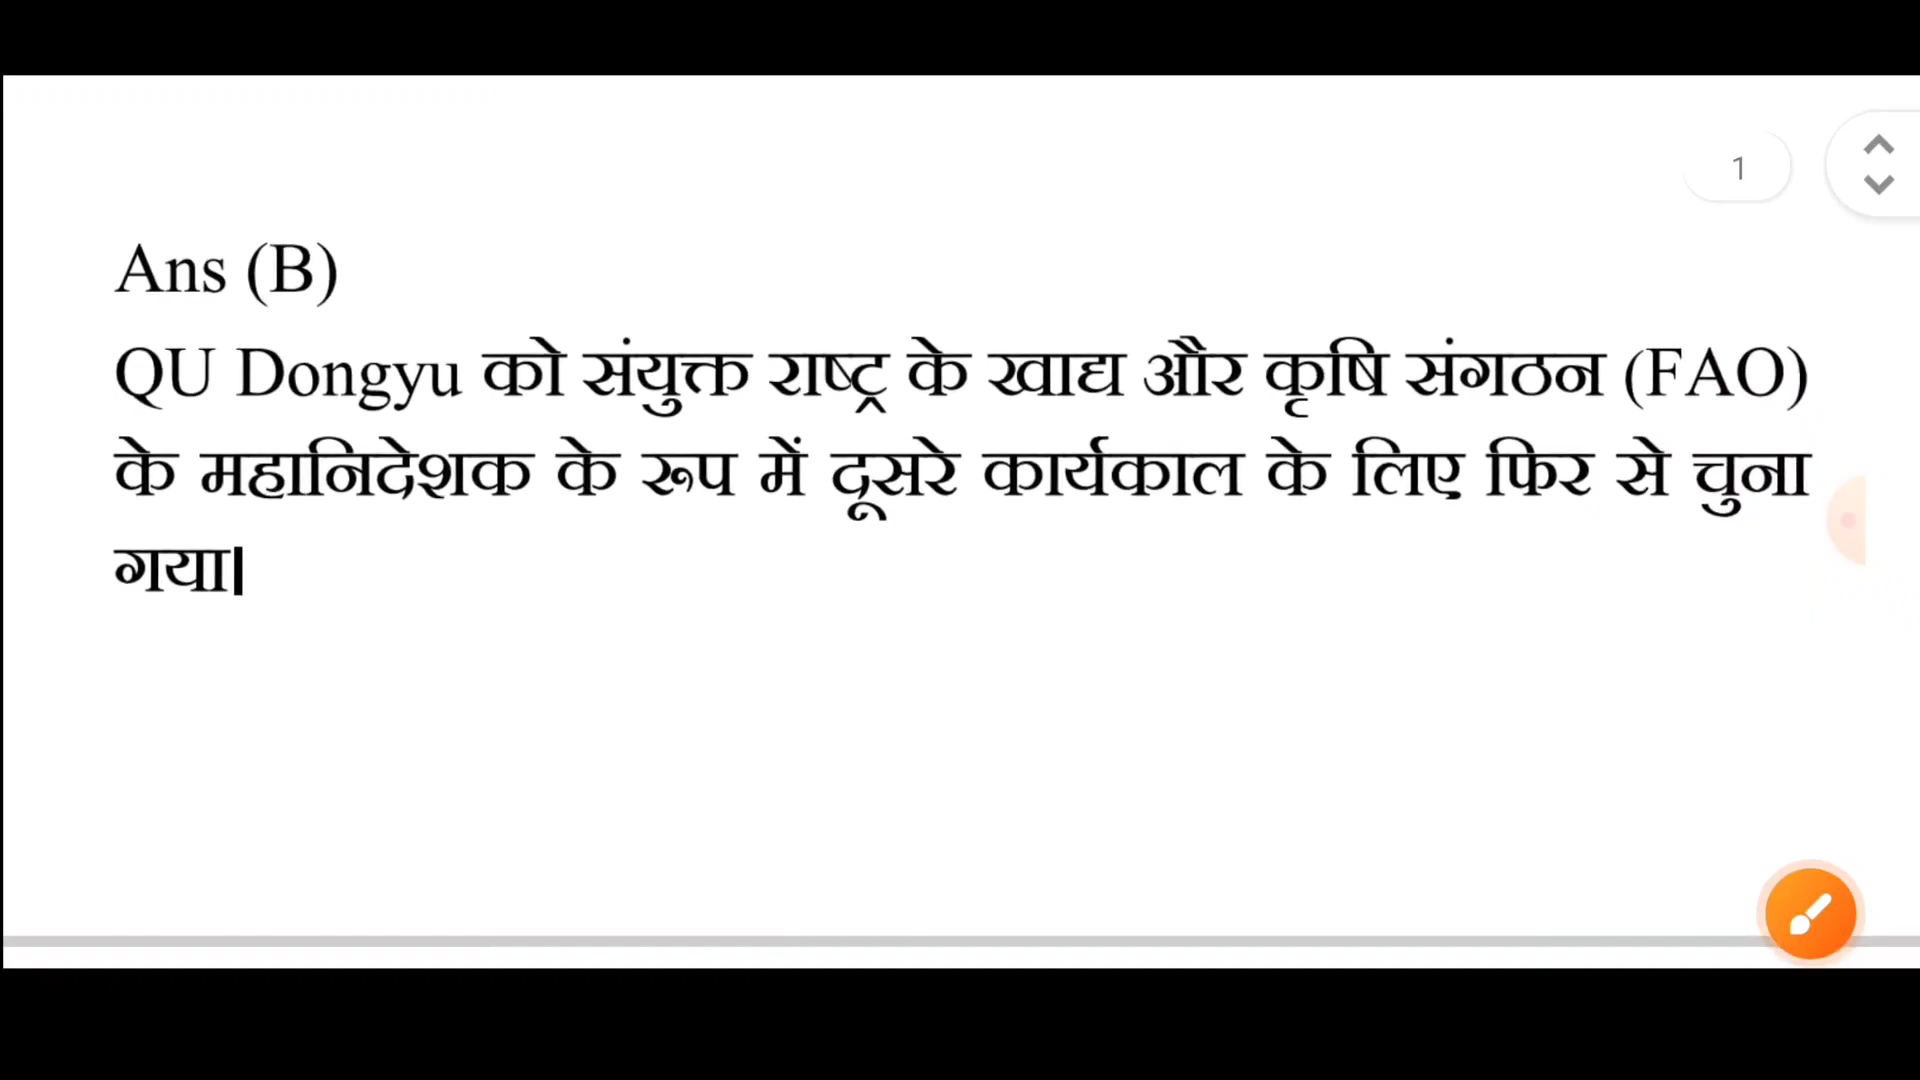 1
Ans (B)
QU Dongyu को संयुक्त राष्ट्र के खाद्य और कृषि संगठन (FAO)
के महानिदेशक के रूप में दूसरे कार्यकाल के लिए फिर से चुना
गया।